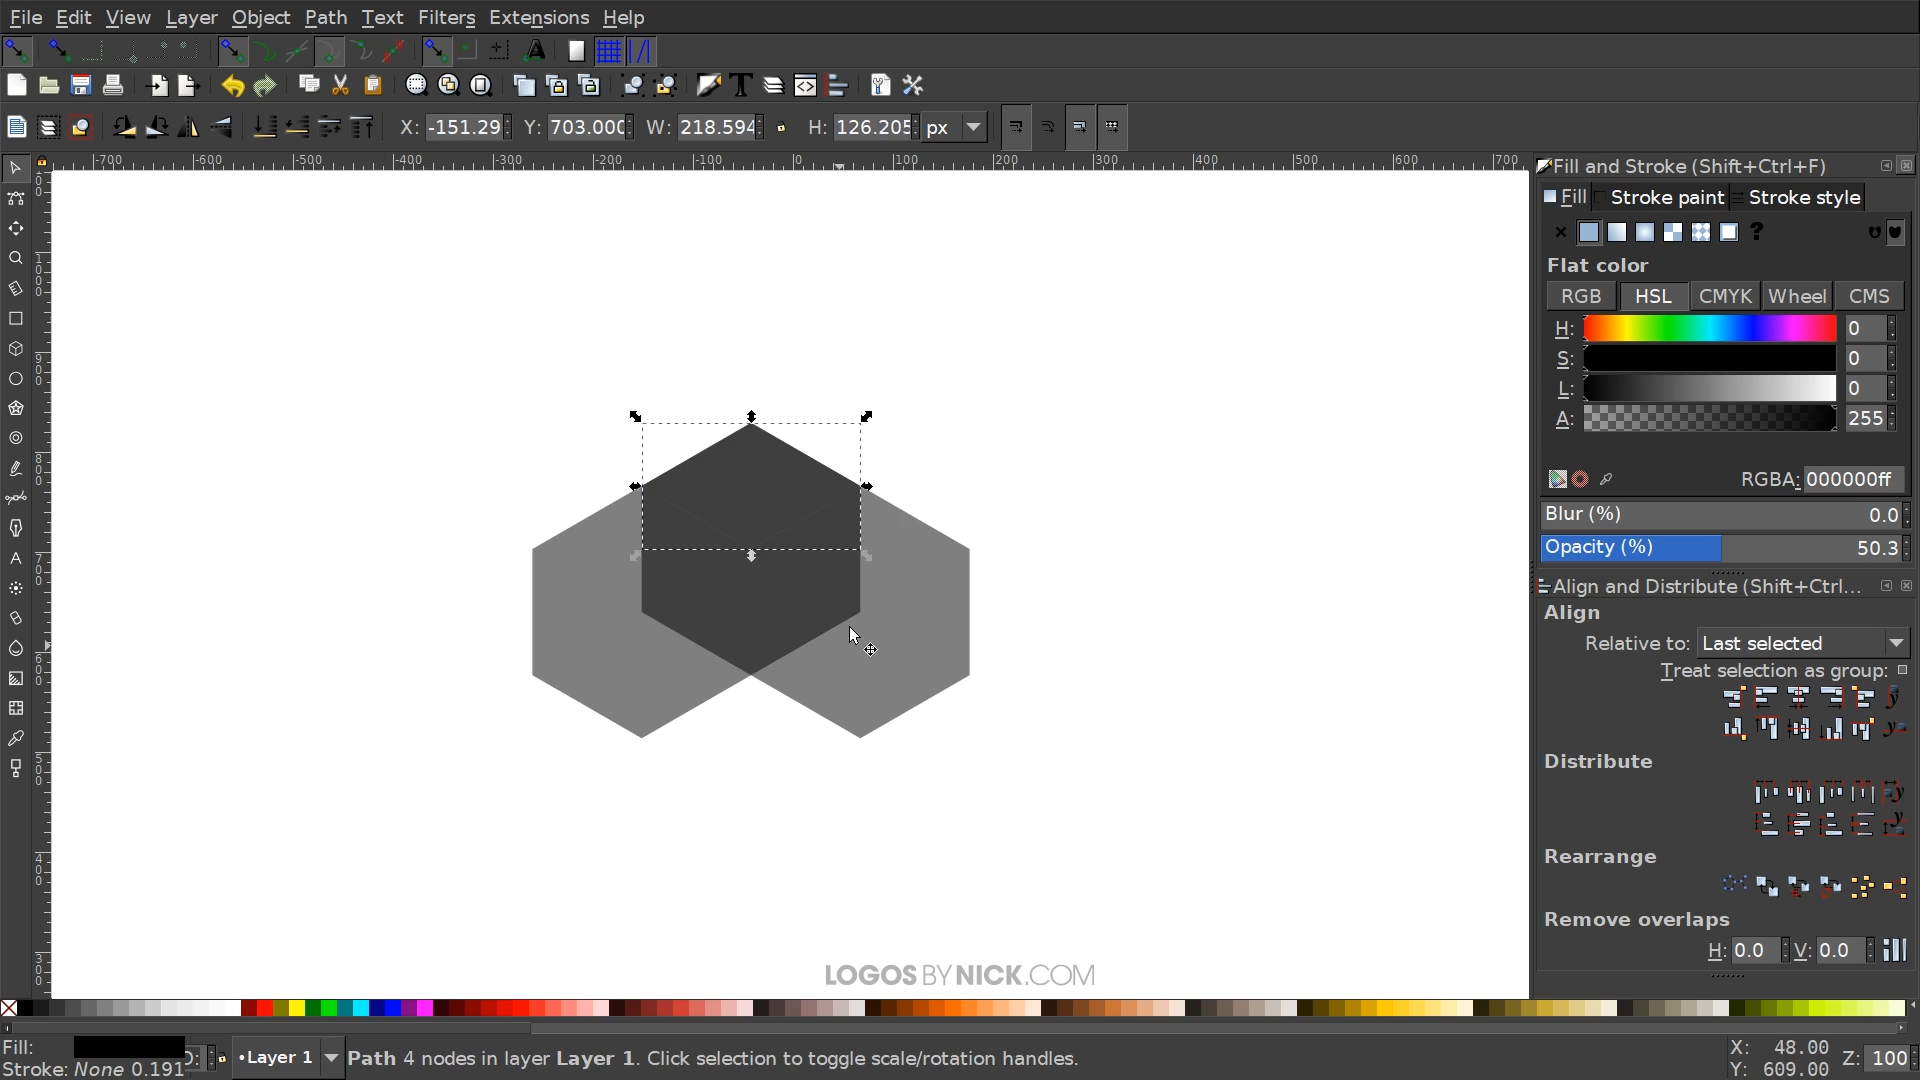 File Edit View Layer Object Path Text Filters Extensions Help
X: -151.29 Y: 703.000 W: 218.594 H: 126.205 px
-700 -600 -500 -400 -300 -200 -100 0 100 200 300 400 500 600 700
Fill and Stroke (Shift+Ctrl+F)
Fill Stroke paint Stroke style
Flat color
RGB HSL CMYK Wheel CMS
H: 0
S: 0
L: 0
A: 255
RGBA: 000000ff
Blur (%) 0.0
Opacity (%) 50.3
Align and Distribute (Shift+Ctrl...
Align
Relative to: Last selected
Treat selection as group:
Distribute
Rearrange
Remove overlaps
H: 0.0 V: 0.0
LOGOS BY NICK.COM
Fill:
Stroke: None 0.191 O:
•Layer 1
Path 4 nodes in layer Layer 1. Click selection to toggle scale/rotation handles.
X: 48.00
Y: 609.00
Z: 100